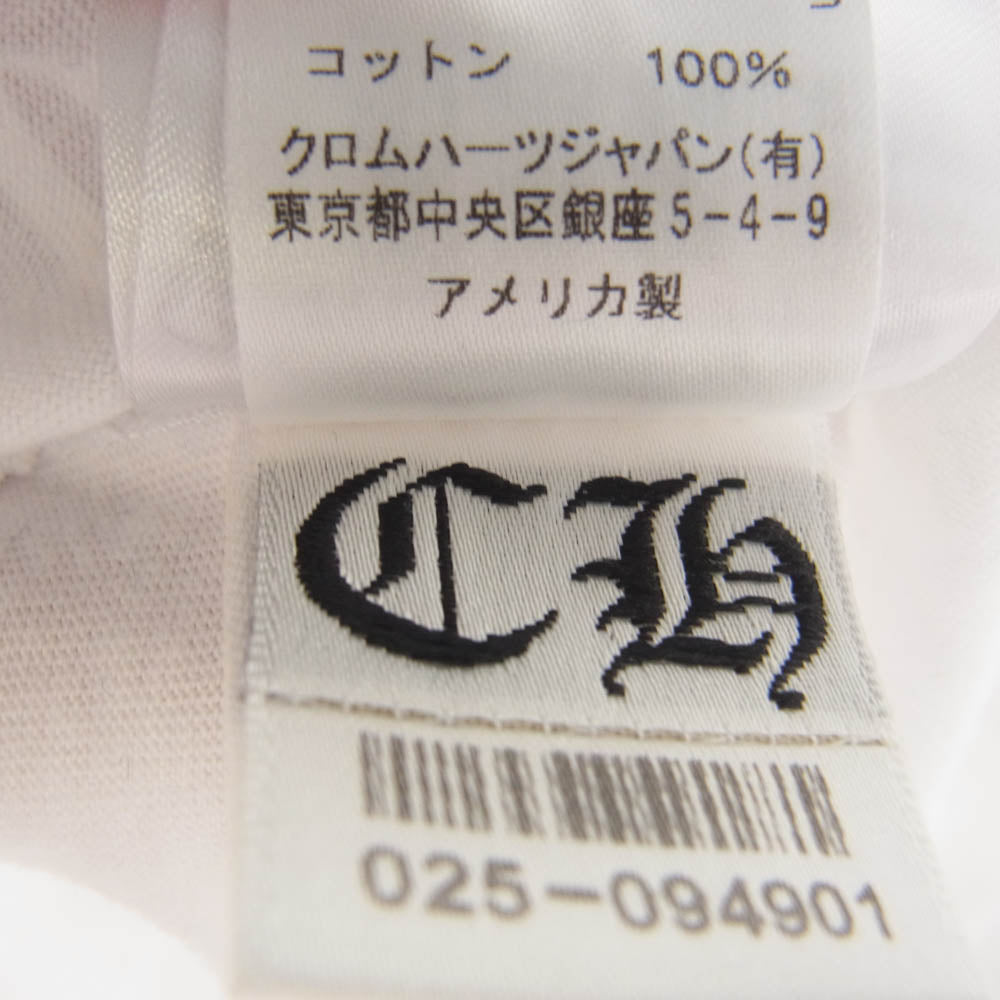 コットン 100%
クロムハーツジャパン(有)
東京都中央区銀座5-4-9
アメリカ製
CH
025-094901